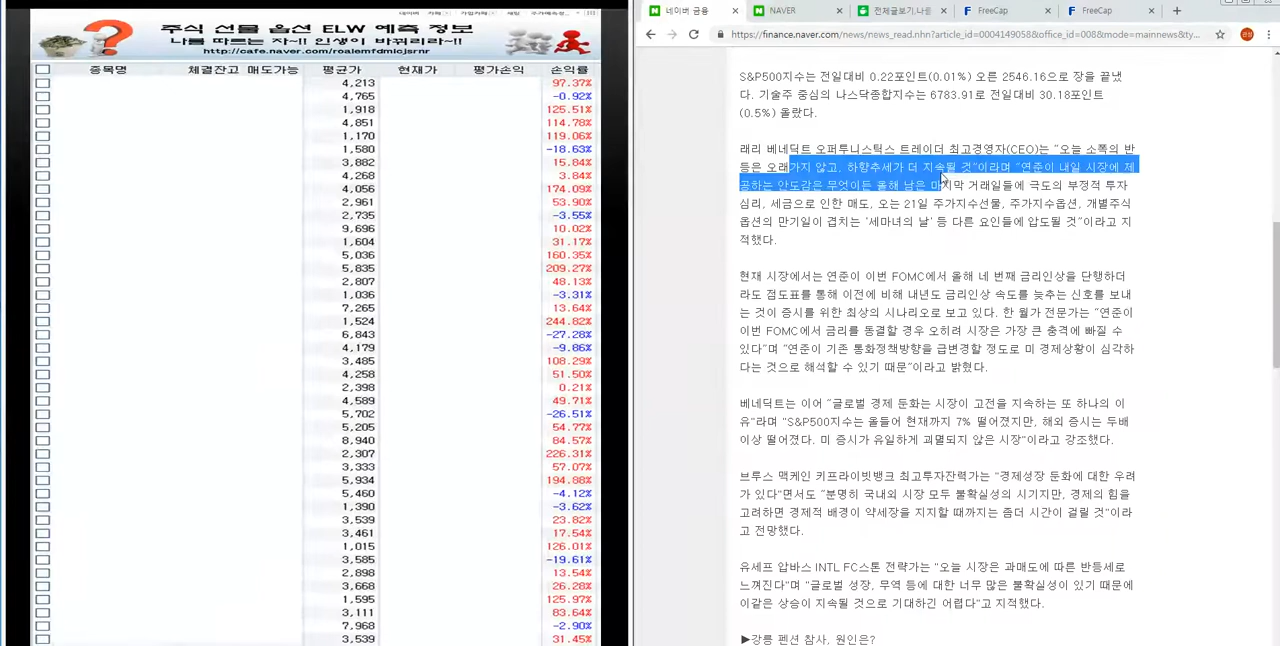 주식 선물 옵션 ELW 예측 정보
나를 따르는 자~!! 인생이 바뀌리라~!!
http://cafe.naver.com/roalemfdmicjsrnr
종목명 체결잔고 매도가능 평균가 현재가 평가손익 손익률
4,213 97.37%
4,765 -0.92%
1,918 125.51%
4,851 114.78%
1,170 119.06%
1,580 -18.63%
3,882 15.84%
4,268 3.84%
4,056 174.09%
2,961 53.90%
2,735 -3.55%
9,696 10.02%
1,604 31.17%
5,036 160.35%
5,835 209.27%
2,807 48.13%
1,036 -3.31%
7,265 13.64%
1,524 244.82%
6,843 -27.28%
4,179 -9.86%
3,485 108.29%
4,258 51.50%
2,398 0.21%
4,589 49.71%
5,702 -26.51%
5,205 54.77%
8,940 84.57%
2,307 226.31%
3,333 57.07%
5,934 194.88%
5,460 -4.12%
1,390 -3.62%
3,539 23.82%
3,461 17.54%
1,015 126.01%
3,585 -19.61%
2,898 13.54%
3,668 26.28%
1,595 125.97%
3,111 83.64%
7,968 -2.90%
3,539 31.45%
네이버 금융 NAVER 전체글보기 FreeCap FreeCap
https://finance.naver.com/news/news_read.nhn?article_id=0004149058&office_id=008&mode=mainnews&ty...
S&P500지수는 전일대비 0.22포인트(0.01%) 오른 2546.16으로 장을 끝냈
다. 기술주 중심의 나스닥종합지수는 6783.91로 전일대비 30.18포인트
(0.5%) 올랐다.
래리 베네딕트 오퍼튜니스틱스 트레이더 최고경영자(CEO)는 "오늘 소폭의 반
등은 오래가지 않고. 하향추세가 더 지속될 것"이라며 "연준이 내일 시장에 제
공하는 안도감은 무엇이든 올해 남은 마지막 거래일들에 극도의 부정적 투자
심리, 세금으로 인한 매도, 오는 21일 주가지수선물, 주가지수옵션, 개별주식
옵션의 만기일이 겹치는 '세마녀의 날' 등 다른 요인들에 압도될 것"이라고 지
적했다.
현재 시장에서는 연준이 이번 FOMC에서 올해 네 번째 금리인상을 단행하더
라도 점도표를 통해 이전에 비해 내년도 금리인상 속도를 늦추는 신호를 보내
는 것이 증시를 위한 최상의 시나리오로 보고 있다. 한 월가 전문가는 "연준이
이번 FOMC에서 금리를 동결할 경우 오히려 시장은 가장 큰 충격에 빠질 수
있다"며 "연준이 기존 통화정책방향을 급변경할 정도로 미 경제상황이 심각하
다는 것으로 해석할 수 있기 때문"이라고 밝혔다.
베네딕트는 이어 "글로벌 경제 둔화는 시장이 고전을 지속하는 또 하나의 이
유"라며 "S&P500지수는 올들어 현재까지 7% 떨어졌지만, 해외 증시는 두배
이상 떨어졌다. 미 증시가 유일하게 괴멸되지 않은 시장"이라고 강조했다.
브루스 맥케인 키프라이빗뱅크 최고투자전략가는 "경제성장 둔화에 대한 우려
가 있다"면서도 "분명히 국내외 시장 모두 불확실성의 시기지만, 경제의 힘을
고려하면 경제적 배경이 약세장을 지지할 때까지는 좀더 시간이 걸릴 것"이라
고 전망했다.
유세프 압바스 INTL FC스톤 전략가는 "오늘 시장은 과매도에 따른 반등세로
느껴진다"며 "글로벌 성장, 무역 등에 대한 너무 많은 불확실성이 있기 때문에
이같은 상승이 지속될 것으로 기대하긴 어렵다"고 지적했다.
▶강릉 펜션 참사, 원인은?